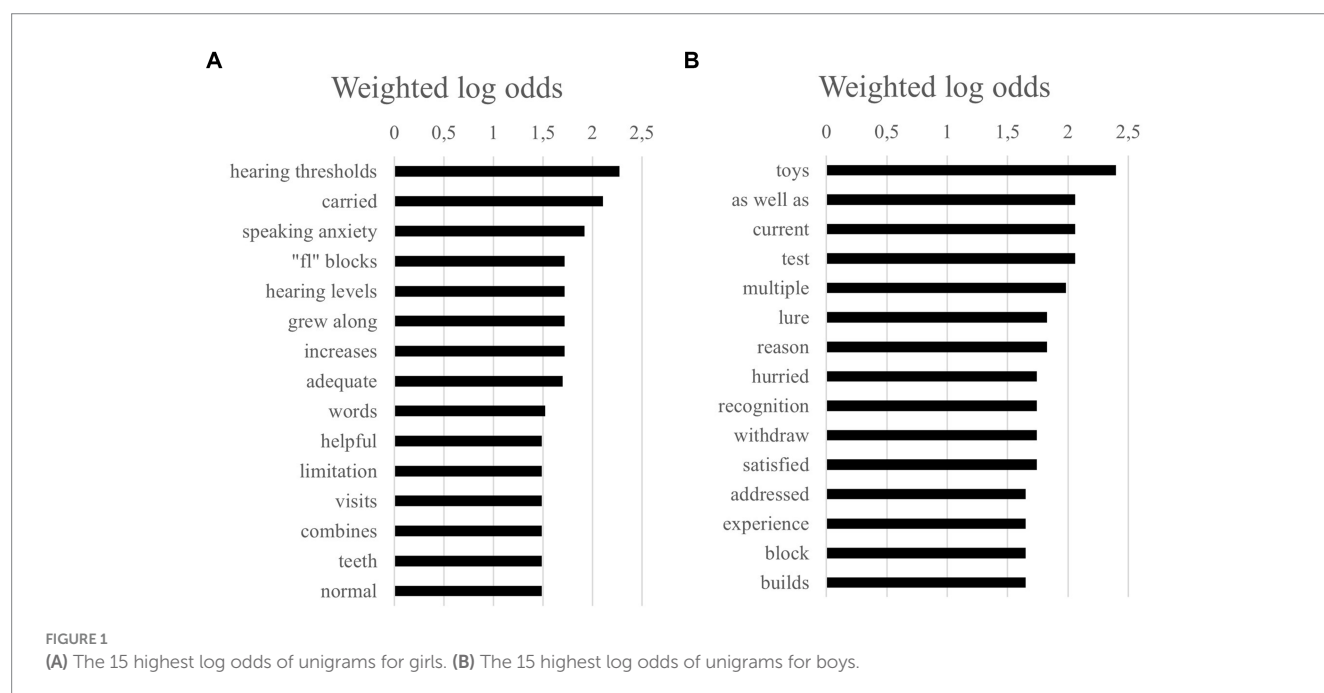 A
Weighted log odds
0 0,5 1 1,5 2 2,5
hearing thresholds
carried
speaking anxiety
"fl" blocks
hearing levels
grew along
increases
adequate
words
helpful
limitation
visits
combines
teeth
normal
B
Weighted log odds
0 0,5 1 1,5 2 2,5
toys
as well as
current
test
multiple
lure
reason
hurried
recognition
withdraw
satisfied
addressed
experience
block
builds
FIGURE 1
(A) The 15 highest log odds of unigrams for girls. (B) The 15 highest log odds of unigrams for boys.